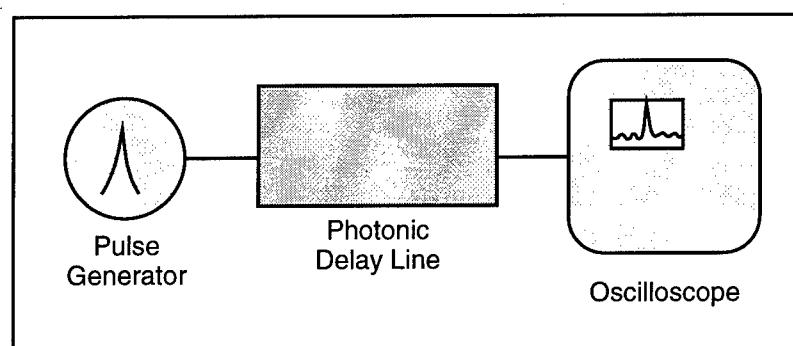 Pulse
Generator
Photonic
Delay Line
Oscilloscope